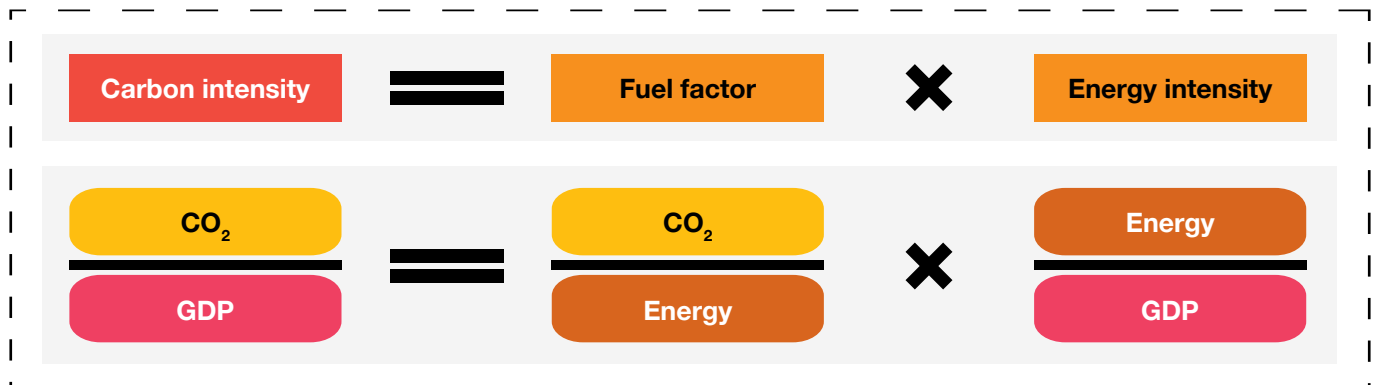 Carbon intensity = Fuel factor × Energy intensity
CO₂ = CO₂ × Energy
GDP Energy GDP